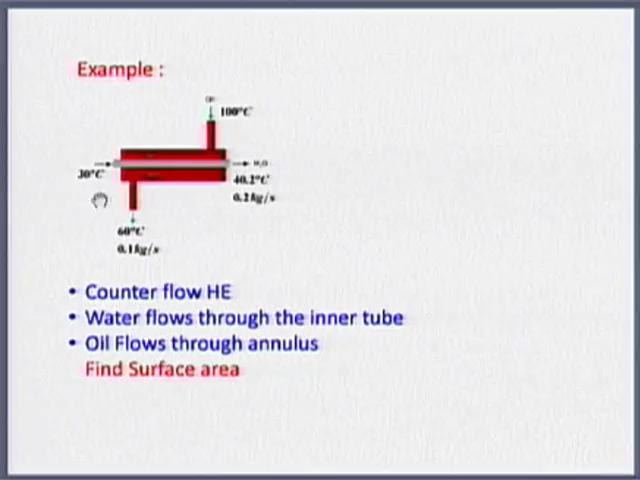 Example :
100°C
30°C
H₂O
40.2°C
0.2 kg/s
60°C
0.1 kg/s
• Counter flow HE
• Water flows through the inner tube
• Oil Flows through annulus
Find Surface area